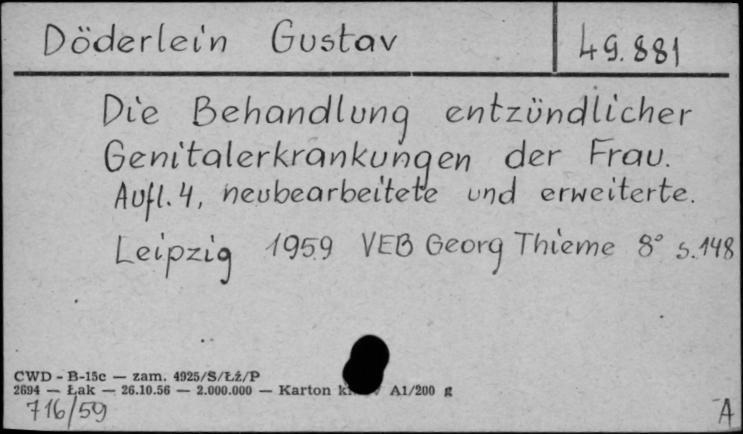 Döderlein Gustav 49.881
Die Behandlung entzündlicher
Genitalerkrankungen der Frau.
Aufl. 4, neubearbeitete und erweiterte.
Leipzig 1959 VEB Georg Thieme 8° s. 148
CWD - B-15c — zam. 4925/S/Łź/P
2694 — Łak — 26.10.56 — 2.000.000 — Karton A1/200 g
716/59 A